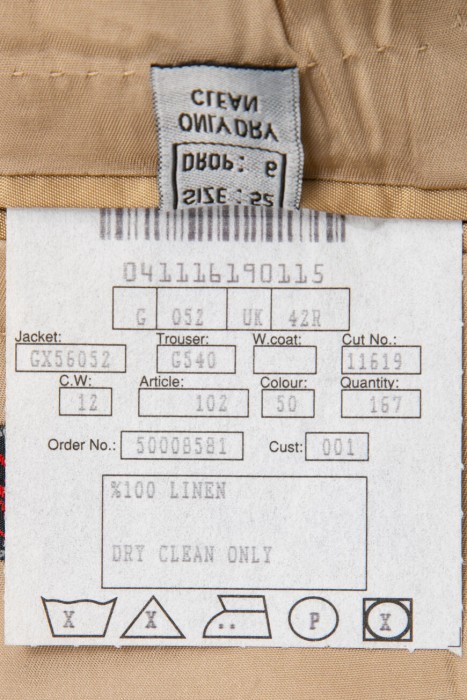 CLEAN
ONLY DRY
DROP: 6
SIZE: 52
041116190115
G 052 UK 42R
Jacket: Trouser: W.coat: Cut No.:
GX56052 G540 11619
C.W: Article: Colour: Quantity:
12 102 50 167
Order No.: 50008581 Cust: 001
%100 LINEN
DRY CLEAN ONLY
X X P X